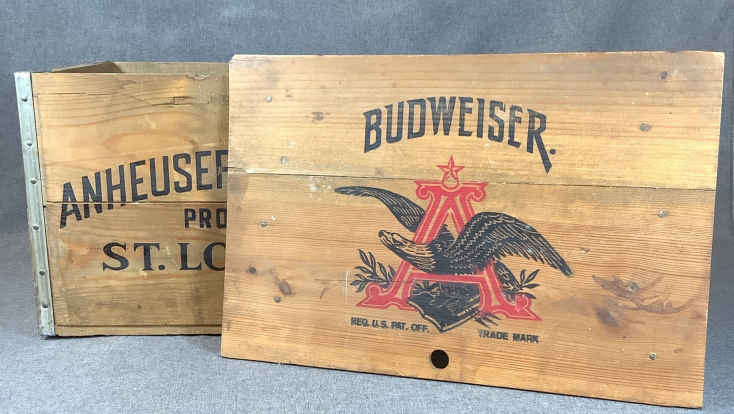 ANHEUSER
PRO
ST. LO
BUDWEISER.
A
REG. U.S. PAT. OFF. TRADE MARK